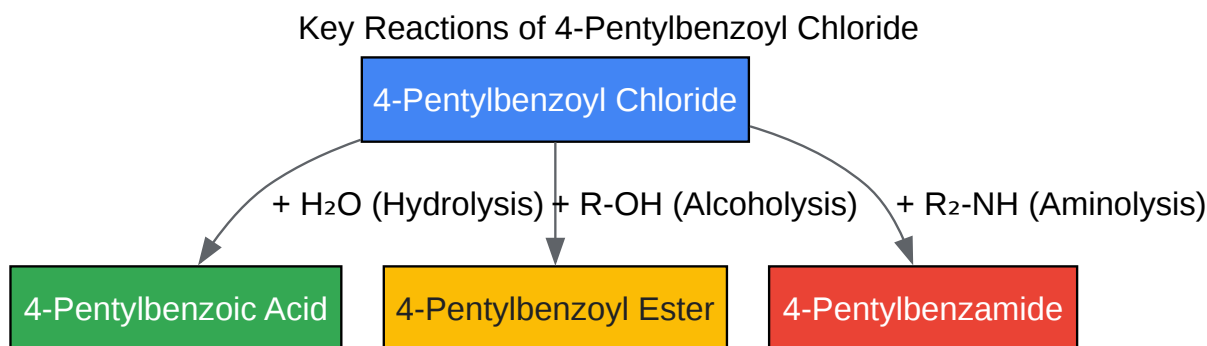 Key Reactions of 4-Pentylbenzoyl Chloride
4-Pentylbenzoyl Chloride
+ H₂O (Hydrolysis)
+ R-OH (Alcoholysis)
+ R₂-NH (Aminolysis)
4-Pentylbenzoic Acid
4-Pentylbenzoyl Ester
4-Pentylbenzamide